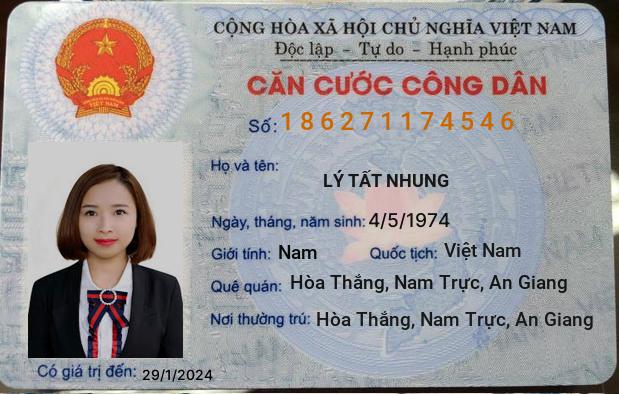 CỘNG HÒA XÃ HỘI CHỦ NGHĨA VIỆT NAM
Độc lập - Tự do - Hạnh phúc
CĂN CƯỚC CÔNG DÂN
Số: 186271174546
Họ và tên:
LÝ TẤT NHUNG
Ngày, tháng, năm sinh: 4/5/1974
Giới tính: Nam Quốc tịch: Việt Nam
Quê quán: Hòa Thắng, Nam Trực, An Giang
Nơi thường trú: Hòa Thắng, Nam Trực, An Giang
Có giá trị đến: 29/1/2024
VIỆT NAM